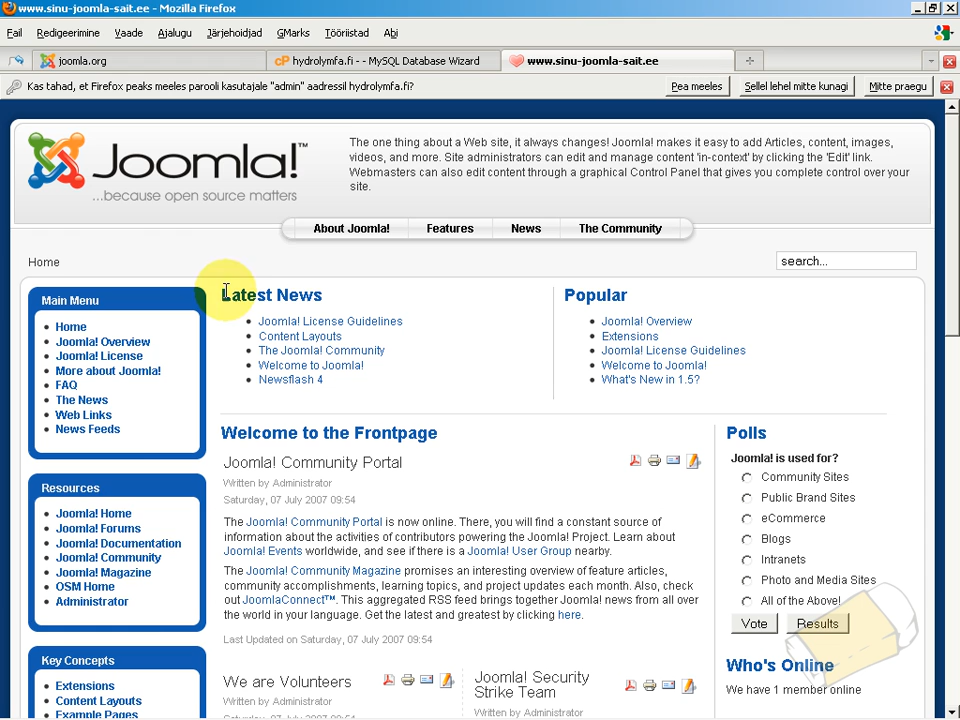 www.sinu-joomla-sait.ee - Mozilla Firefox
Fail Redigeerimine Vaade Ajalugu Järjehoidjad GMarks Tööriistad Abi
joomla.org
cP hydrolymfa.fi - - MySQL Database Wizard
www.sinu-joomla-sait.ee
Kas tahad, et Firefox peaks meeles parooli kasutajale "admin" aadressil hydrolymfa.fi?
Pea meeles
Sellel lehel mitte kunagi
Mitte praegu
Joomla!™
...because open source matters
The one thing about a Web site, it always changes! Joomla! makes it easy to add Articles, content, images,
videos, and more. Site administrators can edit and manage content 'in-context' by clicking the 'Edit' link.
Webmasters can also edit content through a graphical Control Panel that gives you complete control over your
site.
About Joomla! Features News The Community
Home
search...
Main Menu
Home
Joomla! Overview
Joomla! License
More about Joomla!
FAQ
The News
Web Links
News Feeds
Resources
Joomla! Home
Joomla! Forums
Joomla! Documentation
Joomla! Community
Joomla! Magazine
OSM Home
Administrator
Key Concepts
Extensions
Content Layouts
Example Pages
Latest News
Joomla! License Guidelines
Content Layouts
The Joomla! Community
Welcome to Joomla!
Newsflash 4
Popular
Joomla! Overview
Extensions
Joomla! License Guidelines
Welcome to Joomla!
What's New in 1.5?
Welcome to the Frontpage
Joomla! Community Portal
Written by Administrator
Saturday, 07 July 2007 09:54
The Joomla! Community Portal is now online. There, you will find a constant source of
information about the activities of contributors powering the Joomla! Project. Learn about
Joomla! Events worldwide, and see if there is a Joomla! User Group nearby.
The Joomla! Community Magazine promises an interesting overview of feature articles,
community accomplishments, learning topics, and project updates each month. Also, check
out JoomlaConnect™. This aggregated RSS feed brings together Joomla! news from all over
the world in your language. Get the latest and greatest by clicking here.
Last Updated on Saturday, 07 July 2007 09:54
We are Volunteers
Written by Administrator
Joomla! Security
Strike Team
Written by Administrator
Polls
Joomla! is used for?
Community Sites
Public Brand Sites
eCommerce
Blogs
Intranets
Photo and Media Sites
All of the Above!
Vote
Results
Who's Online
We have 1 member online